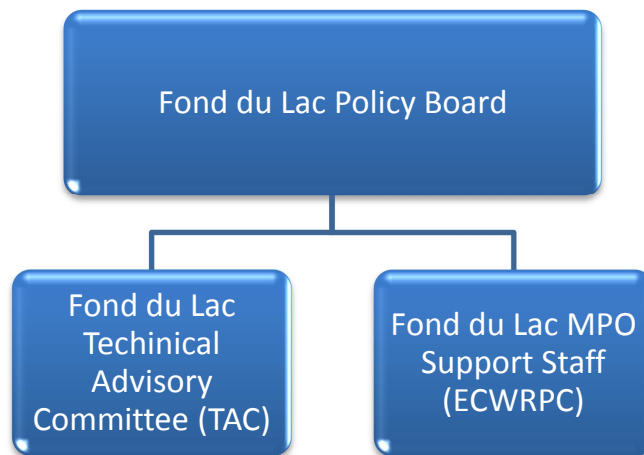 Fond du Lac Policy Board
Fond du Lac
Techinical
Advisory
Committee (TAC)
Fond du Lac MPO
Support Staff
(ECWRPC)